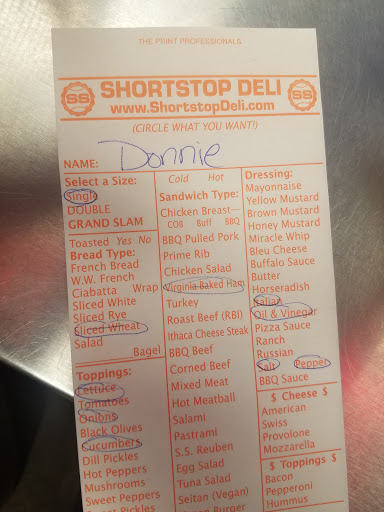 THE PRINT PROFESSIONALS
SS SHORTSTOP DELI SS
www.ShortstopDeli.com
(CIRCLE WHAT YOU WANT!)
NAME: Donnie
Select a Size:
Single
DOUBLE
GRAND SLAM
Toasted Yes No
Bread Type:
French Bread
W.W. French
Ciabatta Wrap
Sliced White
Sliced Rye
Sliced Wheat
Salad
Bagel
Toppings:
Lettuce
Tomatoes
Onions
Black Olives
Cucumbers
Dill Pickles
Hot Peppers
Mushrooms
Sweet Peppers
Pickles
Cold Hot
Sandwich Type:
Chicken Breast—
COB Buff BBQ
BBQ Pulled Pork
Prime Rib
Chicken Salad
Virginia Baked Ham
Turkey
Roast Beef (RBI)
Ithaca Cheese Steak
BBQ Beef
Corned Beef
Mixed Meat
Hot Meatball
Salami
Pastrami
S.S. Reuben
Egg Salad
Tuna Salad
Seitan (Vegan)
Burger
Dressing:
Mayonnaise
Yellow Mustard
Brown Mustard
Honey Mustard
Miracle Whip
Bleu Cheese
Buffalo Sauce
Butter
Horseradish
Italian
Oil & Vinegar
Pizza Sauce
Ranch
Russian
Salt Pepper
BBQ Sauce
$ Cheese $
American
Swiss
Provolone
Mozzarella
$ Toppings $
Bacon
Pepperoni
Hummus